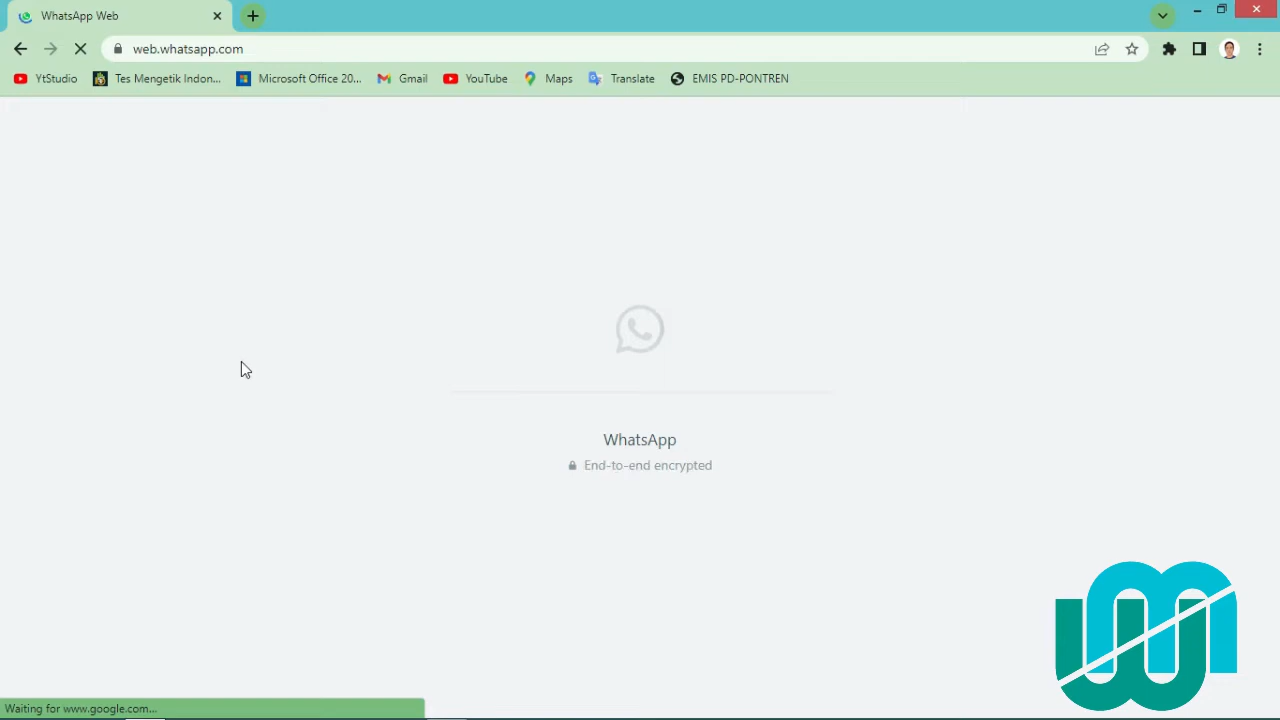 WhatsApp Web
web.whatsapp.com
YtStudio
Tes Mengetik Indon...
Microsoft Office 20...
Gmail
YouTube
Maps
Translate
EMIS PD-PONTREN
WhatsApp
End-to-end encrypted
Waiting for www.google.com...